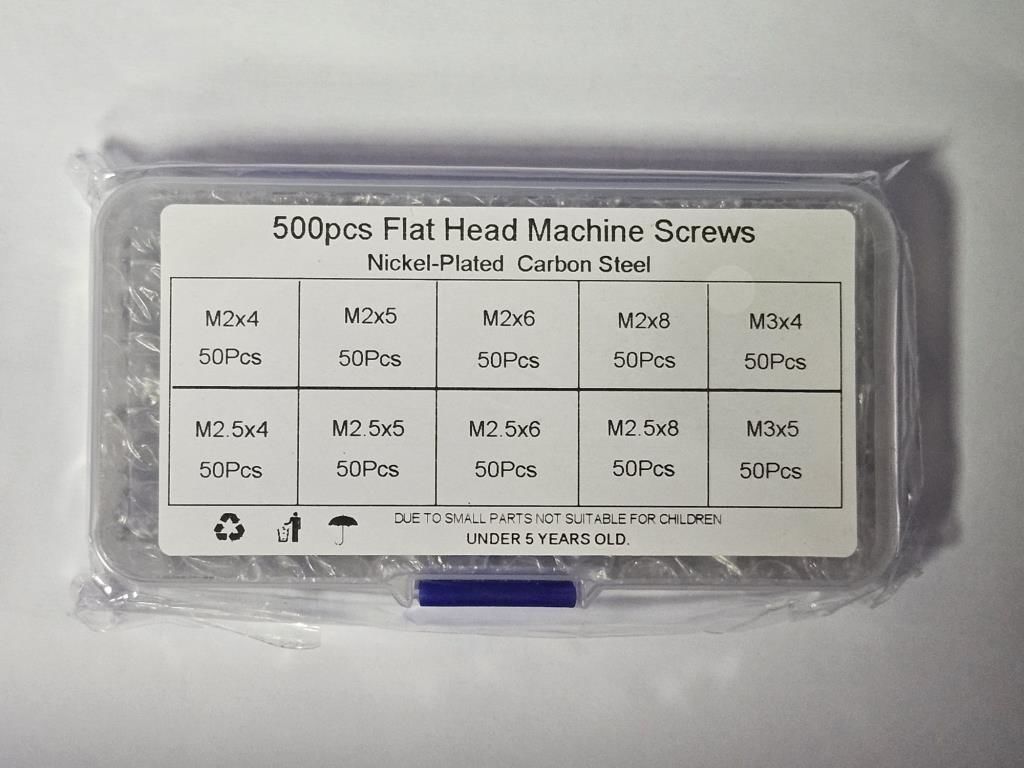 500pcs Flat Head Machine Screws
Nickel-Plated Carbon Steel
M2x4 M2x5 M2x6 M2x8 M3x4
50Pcs 50Pcs 50Pcs 50Pcs 50Pcs
M2.5x4 M2.5x5 M2.5x6 M2.5x8 M3x5
50Pcs 50Pcs 50Pcs 50Pcs 50Pcs
DUE TO SMALL PARTS NOT SUITABLE FOR CHILDREN
UNDER 5 YEARS OLD.